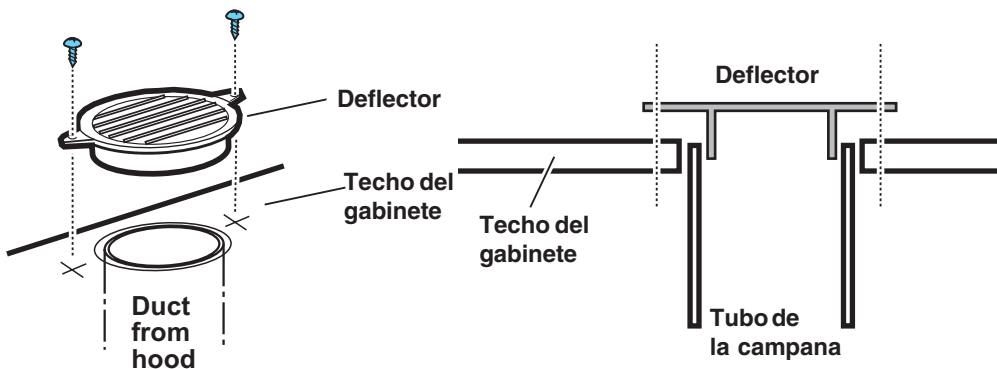 Deflector
Techo del
gabinete
Duct
from
hood
Deflector
Techo del
gabinete
Tubo de
la campana